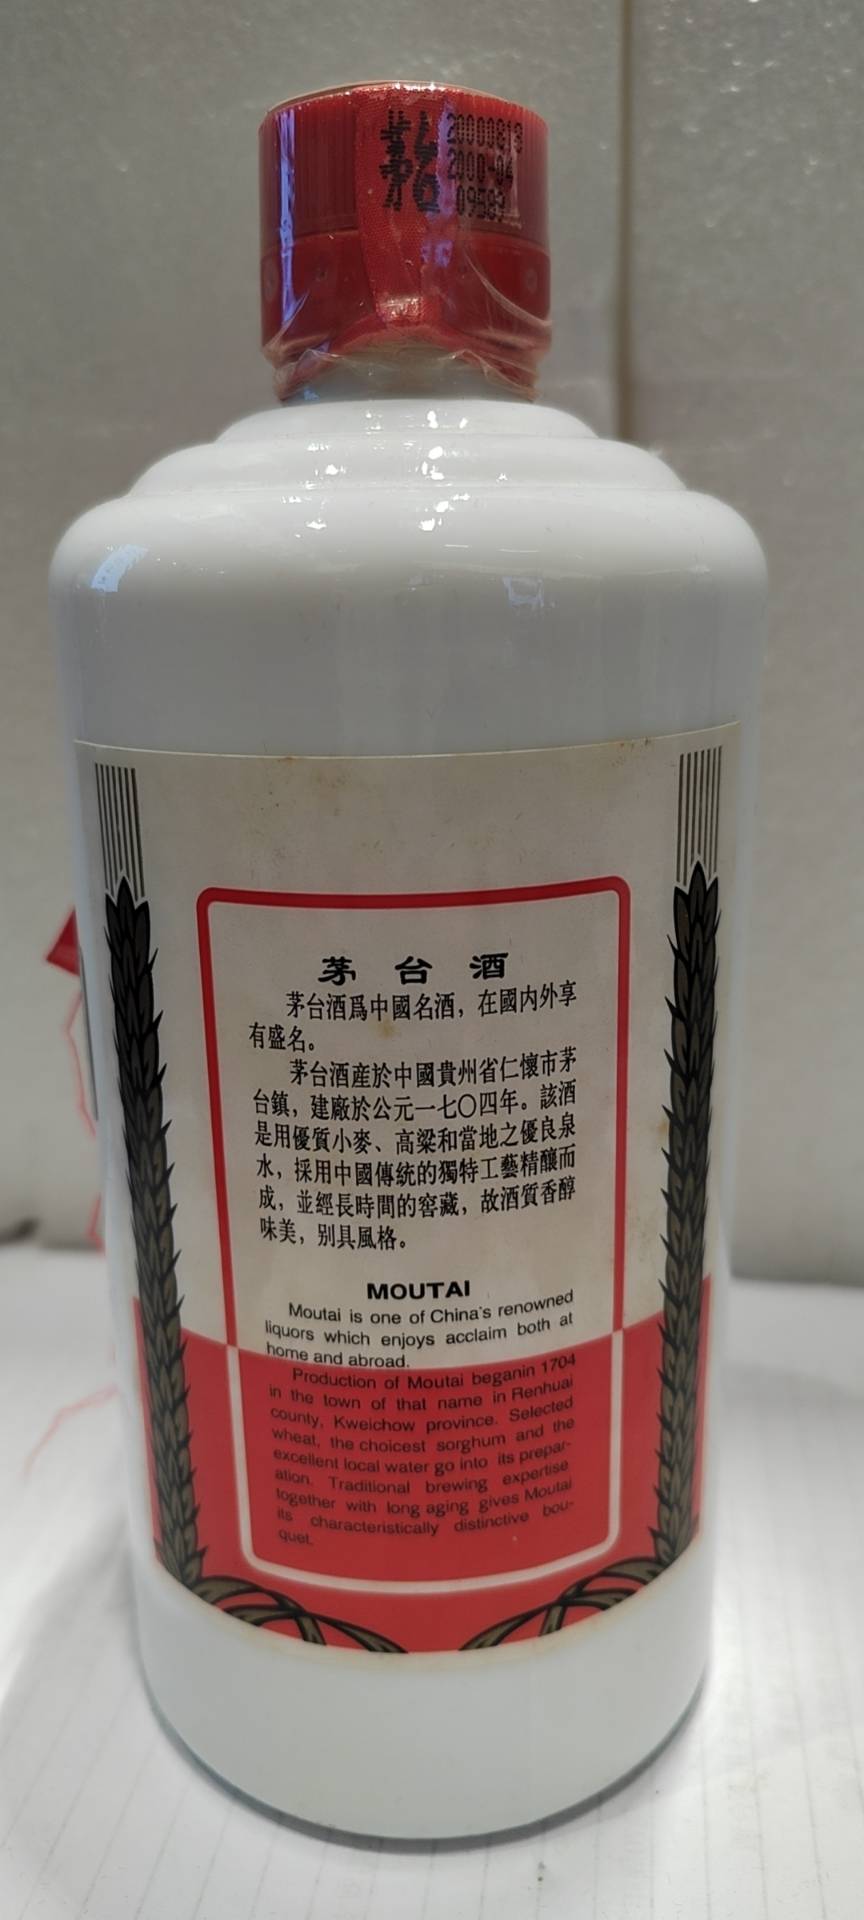 茅台
20000813
2000-04
09583
茅台酒
茅台酒爲中國名酒，在國内外享
有盛名。
茅台酒産於中國貴州省仁懷市茅
台鎮，建廠於公元一七〇四年。該酒
是用優質小麥、高粱和當地之優良泉
水，採用中國傳統的獨特工藝精釀而
成，並經長時間的窖藏，故酒質香醇
味美，别具風格。
MOUTAI
Moutai is one of China's renowned
liquors which enjoys acclaim both at
home and abroad.
Production of Moutai beganin 1704
in the town of that name in Renhuai
county, Kweichow province. Selected
wheat, the choicest sorghum and the
excellent local water go into its prepar-
ation. Traditional brewing expertise
together with long aging gives Moutai
its characteristically distinctive bou-
quet.